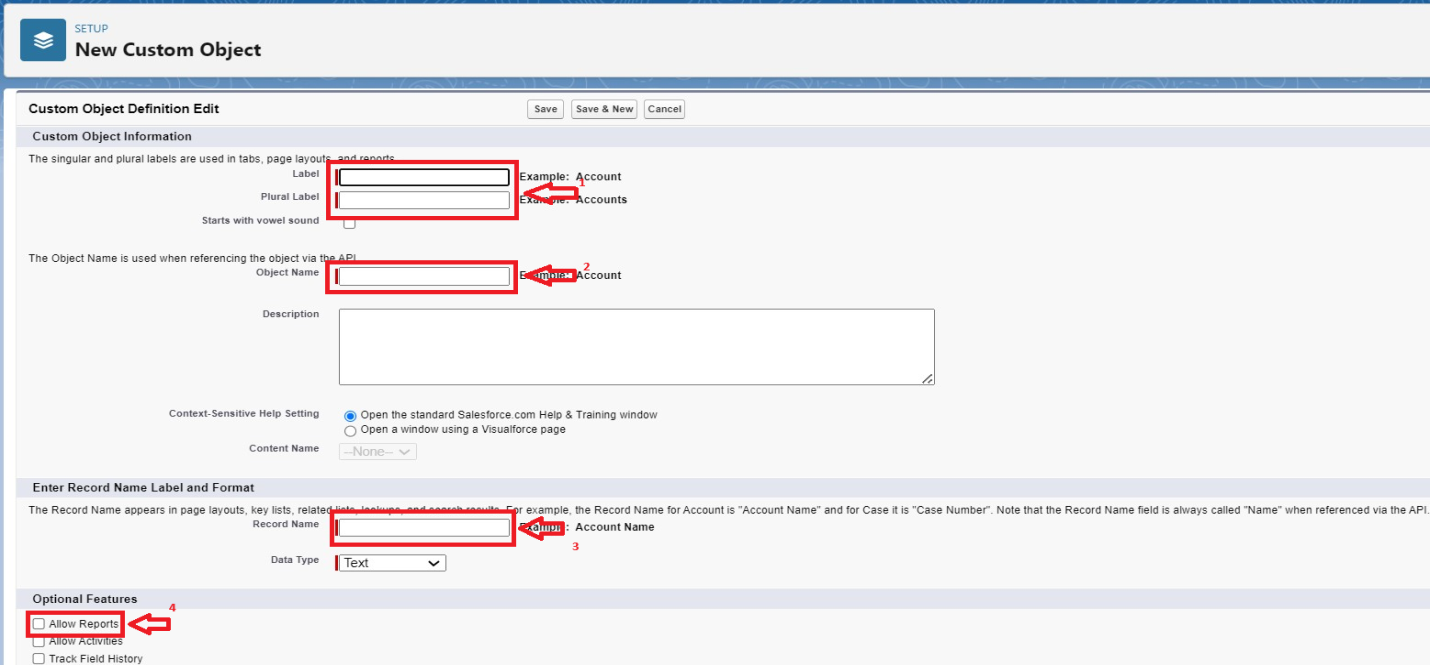 SETUP
New Custom Object
Custom Object Definition Edit Save Save & New Cancel
Custom Object Information
The singular and plural labels are used in tabs, page layouts, and reports.
Label Example: Account
1
Plural Label Example: Accounts
Starts with vowel sound
The Object Name is used when referencing the object via the API.
2
Object Name Example: Account
Description
Context-Sensitive Help Setting Open the standard Salesforce.com Help & Training window
Open a window using a Visualforce page
Content Name --None--
Enter Record Name Label and Format
The Record Name appears in page layouts, key lists, related lists, lookups, and search results. For example, the Record Name for Account is "Account Name" and for Case it is "Case Number". Note that the Record Name field is always called "Name" when referenced via the API.
Record Name Example: Account Name
3
Data Type Text
Optional Features
4
Allow Reports
Allow Activities
Track Field History